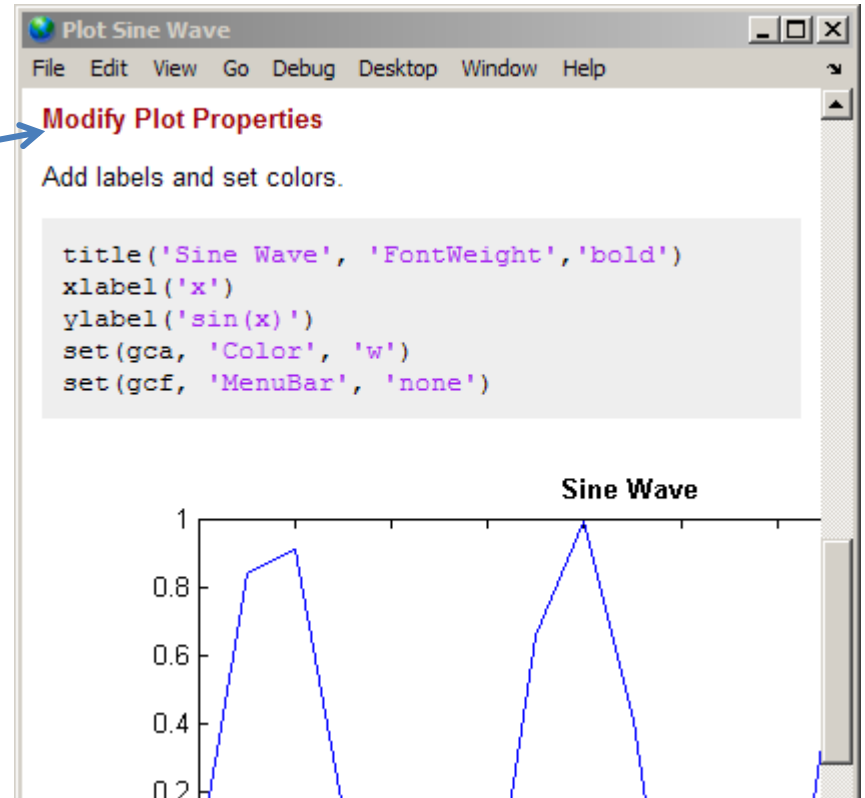 Plot Sine Wave
File Edit View Go Debug Desktop Window Help
Modify Plot Properties
Add labels and set colors.
title('Sine Wave', 'FontWeight','bold')
xlabel('x')
ylabel('sin(x)')
set(gca, 'Color', 'w')
set(gcf, 'MenuBar', 'none')
Sine Wave
1
0.8
0.6
0.4
0.2